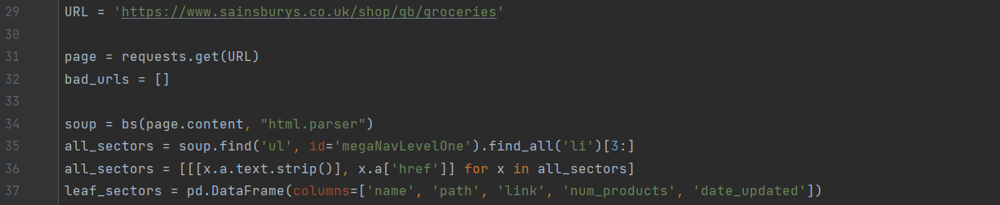 29 URL = 'https://www.sainsburys.co.uk/shop/gb/groceries'
30
31 page = requests.get(URL)
32 bad_urls = []
33
34 soup = bs(page.content, "html.parser")
35 all_sectors = soup.find('ul', id='megaNavLevelOne').find_all('li')[3:]
36 all_sectors = [[[x.a.text.strip()], x.a['href']] for x in all_sectors]
37 leaf_sectors = pd.DataFrame(columns=['name', 'path', 'link', 'num_products', 'date_updated'])